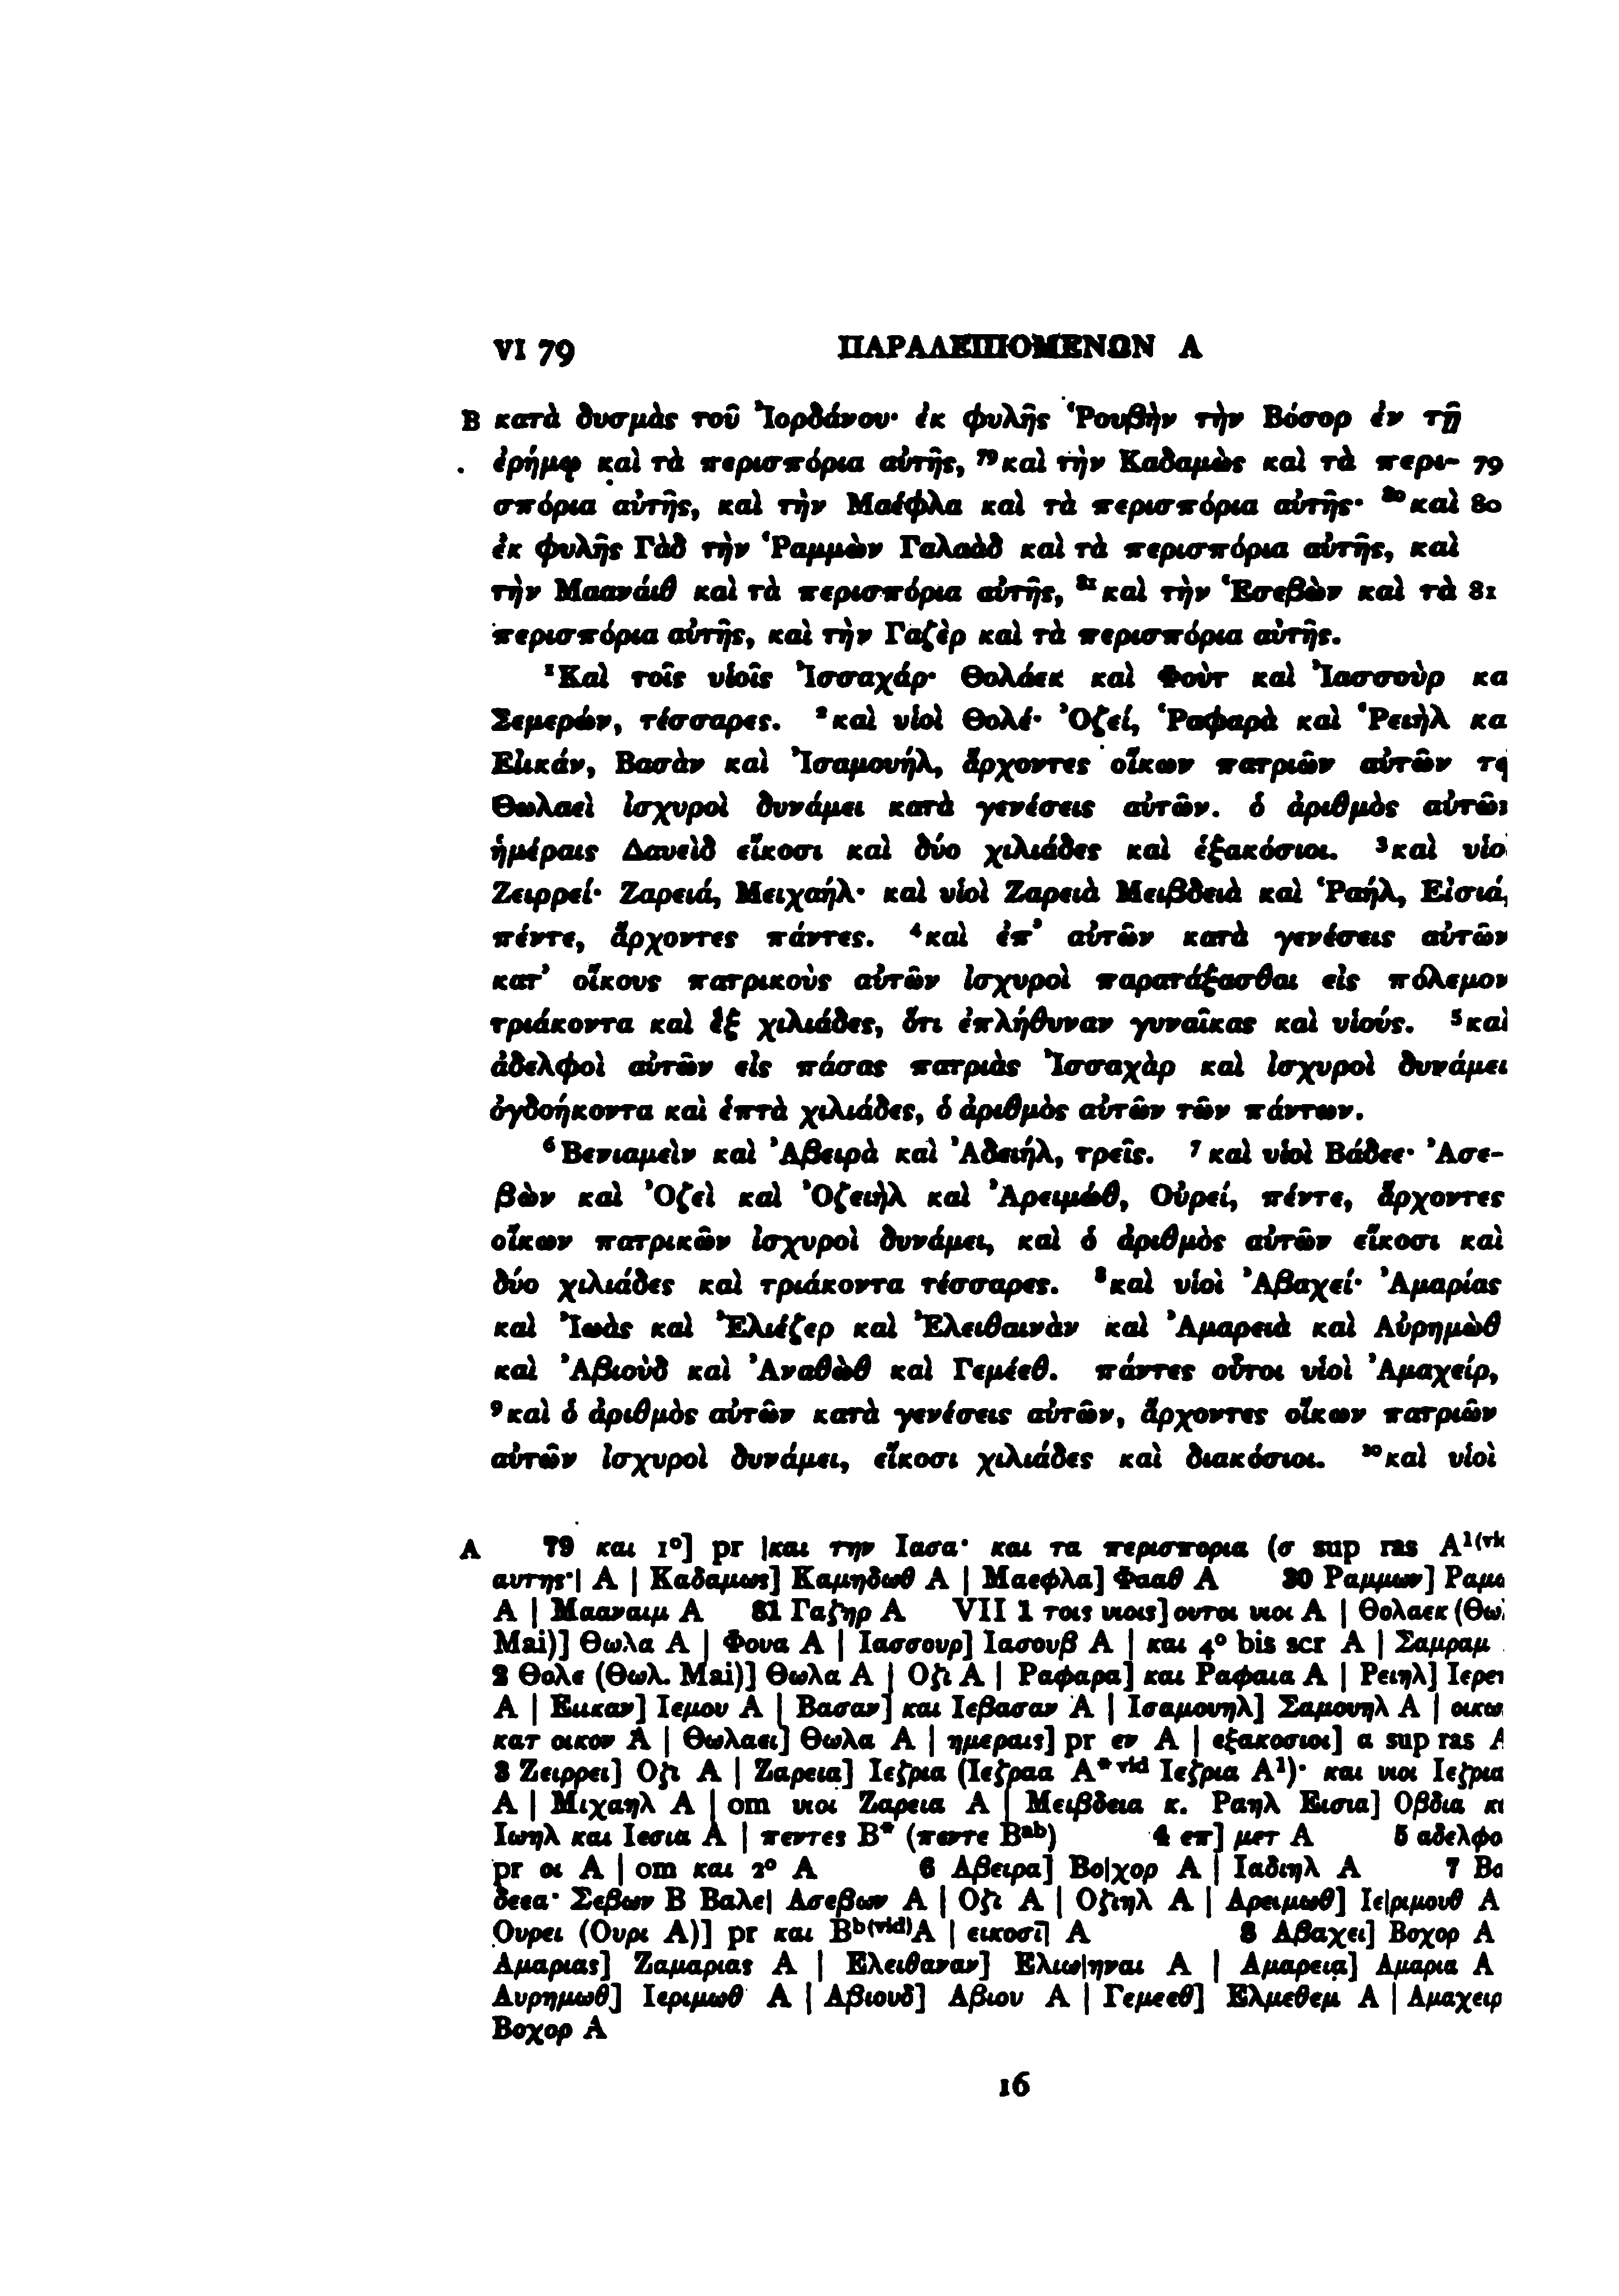 VI 79 ΠΑΡΑΛΕΙΠΟΜΕΝΩΝ Α
B κατὰ δυσμὰς τοῦ Ἰορδάνου· ἐκ φυλῆς Ῥουβὴν τὴν Βόσορ ἐν τῇ
ἐρήμῳ καὶ τὰ περισπόρια αὐτῆς, ⁷⁹καὶ τὴν Καδαμὼς καὶ τὰ περι- 79
σπόρια αὐτῆς, καὶ τὴν Μαέφλα καὶ τὰ περισπόρια αὐτῆς· ⁸⁰καὶ 80
ἐκ φυλῆς Γὰδ τὴν Ῥαμμὼν Γαλαὰδ καὶ τὰ περισπόρια αὐτῆς, καὶ
τὴν Μαανάιθ καὶ τὰ περισπόρια αὐτῆς, ⁸¹καὶ τὴν Ἑσεβὼν καὶ τὰ 81
περισπόρια αὐτῆς, καὶ τὴν Γαζὲρ καὶ τὰ περισπόρια αὐτῆς.
¹Καὶ τοῖς υἱοῖς Ἰσσαχάρ· Θολάεκ καὶ Φοὺτ καὶ Ἰασσοὺρ κα
Σεμερών, τέσσαρες. ²καὶ υἱοὶ Θολέ· Ὀζεί, Ῥαφαρὰ καὶ Ῥειὴλ κα
Εἰικάν, Βασὰν καὶ Ἰσαμουήλ, ἄρχοντες οἴκων πατριῶν αὐτῶν τῷ
Θωλαεὶ ἰσχυροὶ δυνάμει κατὰ γενέσεις αὐτῶν. ὁ ἀριθμὸς αὐτῶν
ἡμέραις Δαυεὶδ εἴκοσι καὶ δύο χιλιάδες καὶ ἑξακόσιοι. ³καὶ υἱο
Ζειρρεί· Ζαρειά, Μειχαήλ· καὶ υἱοὶ Ζαρειὰ Μειβδειὰ καὶ Ῥαήλ, Εἰσιά,
πέντε, ἄρχοντες πάντες. ⁴καὶ ἐπ᾽ αὐτῶν κατὰ γενέσεις αὐτῶν
κατ᾽ οἴκους πατρικοὺς αὐτῶν ἰσχυροὶ παρατάξασθαι εἰς πόλεμον
τριάκοντα καὶ ἓξ χιλιάδες, ὅτι ἐπλήθυναν γυναῖκας καὶ υἱούς. ⁵καὶ
ἀδελφοὶ αὐτῶν εἰς πάσας πατριὰς Ἰσσαχὰρ καὶ ἰσχυροὶ δυνάμει
ὀγδοήκοντα καὶ ἑπτὰ χιλιάδες, ὁ ἀριθμὸς αὐτῶν τῶν πάντων.
⁶Βενιαμεὶν καὶ Ἀβειρὰ καὶ Ἀδειήλ, τρεῖς. ⁷καὶ υἱοὶ Βάδεε· Ἀσε-
βὼν καὶ Ὀζεὶ καὶ Ὀζειὴλ καὶ Ἀρειμώθ, Οὐρεί, πέντε, ἄρχοντες
οἴκων πατρικῶν ἰσχυροὶ δυνάμει, καὶ ὁ ἀριθμὸς αὐτῶν εἴκοσι καὶ
δύο χιλιάδες καὶ τριάκοντα τέσσαρες. ⁸καὶ υἱοὶ Ἀβαχεί· Ἀμαρίας
καὶ Ἰωὰς καὶ Ἐλιέζερ καὶ Ἐλειθαινὰν καὶ Ἀμαρειὰ καὶ Αὐρημὼθ
καὶ Ἀβιοὺδ καὶ Ἀναθὼθ καὶ Γεμέεθ. πάντες οὗτοι υἱοὶ Ἀμαχείρ,
⁹καὶ ὁ ἀριθμὸς αὐτῶν κατὰ γενέσεις αὐτῶν, ἄρχοντες οἴκων πατριῶν
αὐτῶν ἰσχυροὶ δυνάμει, εἴκοσι χιλιάδες καὶ διακόσιοι. ¹⁰καὶ υἱοὶ
A 79 και 1°] pr |και την Ιασα· και τα περισπορια (σ sup ras A¹(vid
αυτης·| A | Καδαμως] Καμηδωθ A | Μαεφλα] Φααθ A 80 Ραμμων] Ραμω
A | Μααναιμ A 81 Γαζηρ A VII 1 τοις υιοις] ουτοι υιοι A | Θολαεκ (Θωλ
Mai)] Θωλα A | Φουα A | Ιασσουρ] Ιασουβ A | και 4° bis scr A | Σαμραμ
2 Θολε (Θωλ. Mai)] Θωλα A | Οζι A | Ραφαρα] και Ραφαια A | Ρειηλ] Ιερει
A | Ειικαν] Ιεμου A | Βασαν] και Ιεβασαν A | Ισαμουηλ] Σαμουηλ A | οικων
κατ οικον A | Θωλαει] Θωλα A | ημεραις] pr εν A | εξακοσιοι] α sup ras A
3 Ζειρρει] Οζι A | Ζαρεια] Ιεζρια (Ιεζραα A* vid Ιεζρια A¹)· και υιοι Ιεζρια
A | Μιχαηλ A | om υιοι Ζαρεια A | Μειβδεια κ. Ραηλ Εισια] Οβδια κα
Ιωηλ και Ιεσια A | πεντες B* (πεντε Bᵃᵇ) 4 επ] μετ A 5 αδελφο
pr οι A | om και 2° A 6 Αβειρα] Βο|χορ A | Ιαδιηλ A 7 Βα
δεεα· Σεβων B Βαλε| Ασεβων A | Οζι A | Οζιηλ A | Αρειμωθ] Ιε|ριμουθ A
Ουρει (Ουρι A)] pr και Bᵇ(vid)A | εικοσι̅| A 8 Αβαχει] Βοχορ A
Αμαριας] Ζαμαριας A | Ελειθαναν] Ελιω|ηναι A | Αμαρεια] Αμαρια A
Αυρημωθ] Ιεριμωθ A | Αβιουδ] Αβιου A | Γεμεεθ] Ελμεθεμ A | Αμαχειρ
Βοχορ A
16